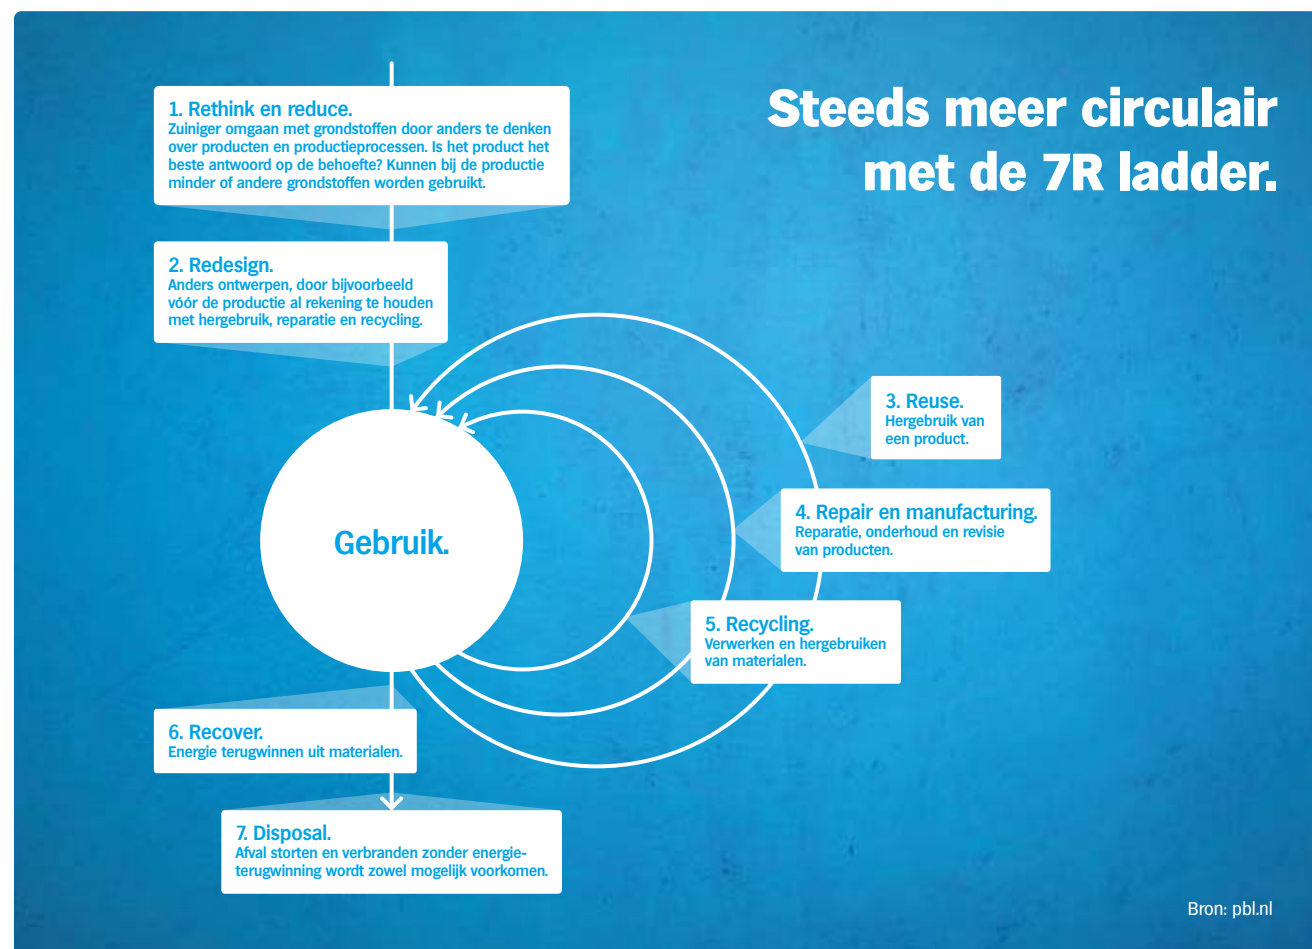 Steeds meer circulair
met de 7R ladder.
1. Rethink en reduce.
Zuiniger omgaan met grondstoffen door anders te denken
over producten en productieprocessen. Is het product het
beste antwoord op de behoefte? Kunnen bij de productie
minder of andere grondstoffen worden gebruikt.
2. Redesign.
Anders ontwerpen, door bijvoorbeeld
vóór de productie al rekening te houden
met hergebruik, reparatie en recycling.
3. Reuse.
Hergebruik van
een product.
4. Repair en manufacturing.
Reparatie, onderhoud en revisie
van producten.
Gebruik.
5. Recycling.
Verwerken en hergebruiken
van materialen.
6. Recover.
Energie terugwinnen uit materialen.
7. Disposal.
Afval storten en verbranden zonder energie-
terugwinning wordt zowel mogelijk voorkomen.
Bron: pbl.nl